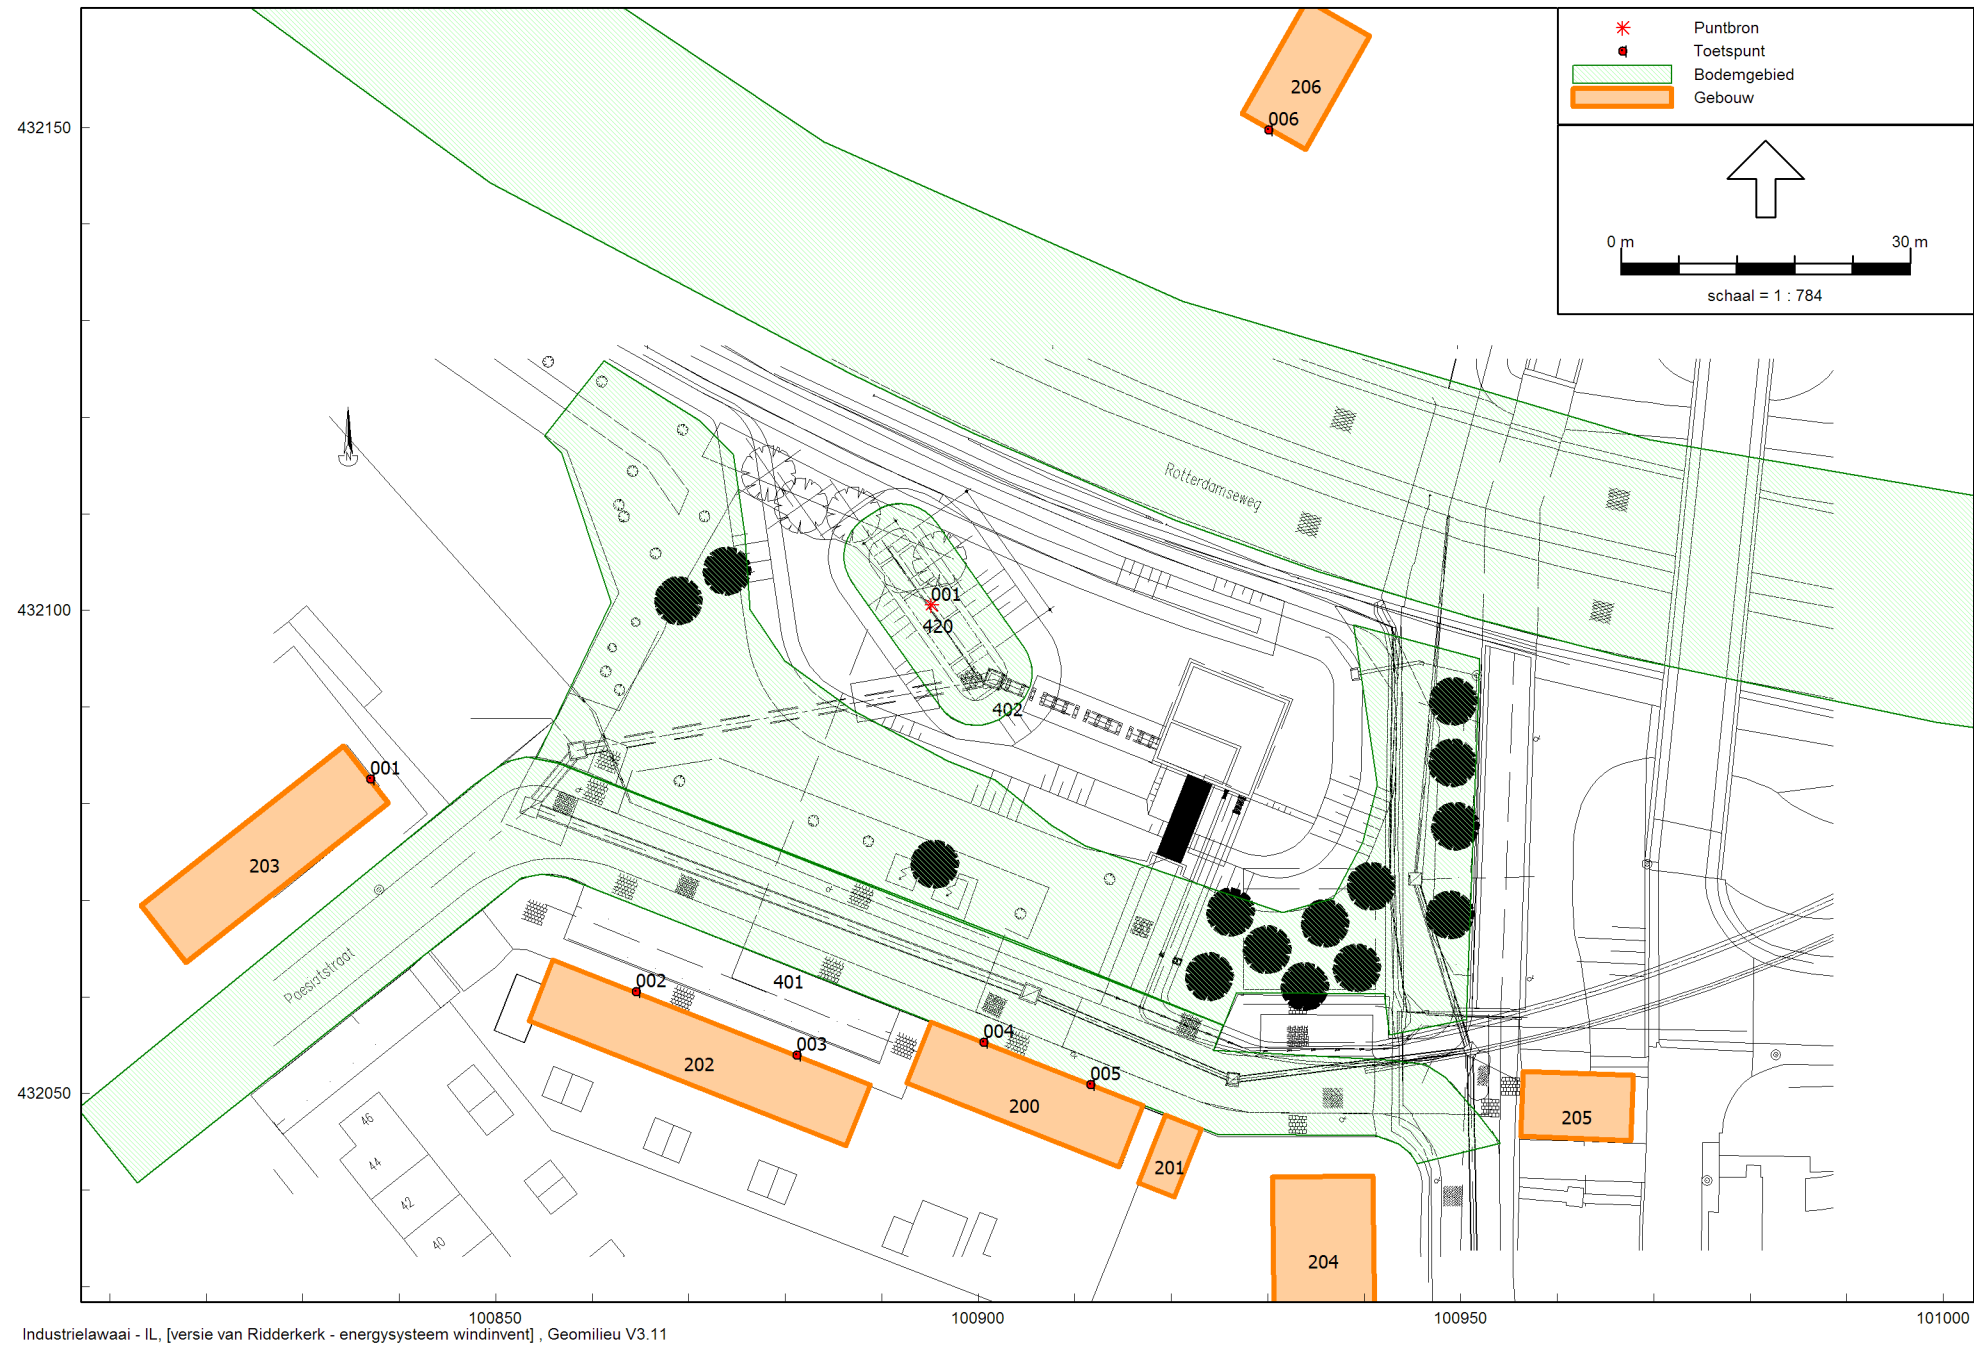 Puntbron
Toetspunt
Bodemgebied
Gebouw
0 m 30 m
schaal = 1 : 784
432150
432100
432050
206
006
Rotterdamseweg
N
001
420
402
001
203
002
401
003
202
004
005
200
201
205
204
46
44
42
40
100850 100900 100950 101000
Industrielawaai - IL, [versie van Ridderkerk - energysysteem windinvent] , Geomilieu V3.11